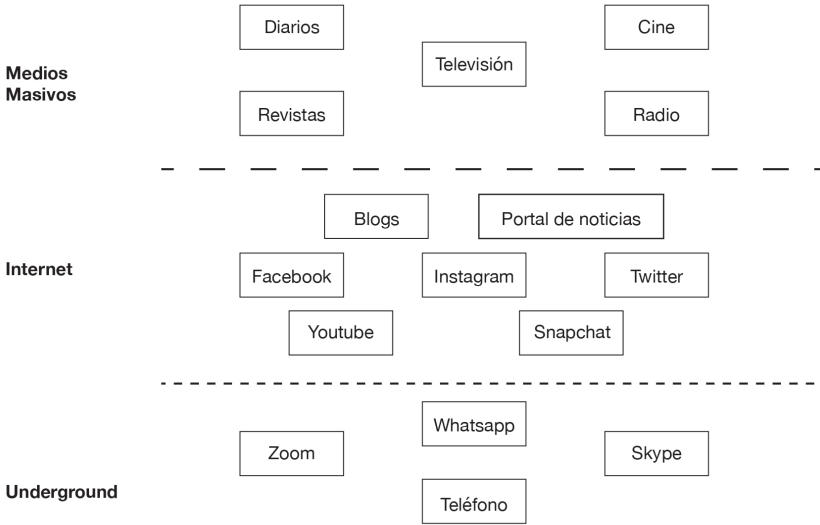 Diarios
Cine
Televisión
Medios
Masivos
Revistas
Radio
Blogs
Portal de noticias
Internet
Facebook
Instagram
Twitter
Youtube
Snapchat
Whatsapp
Zoom
Skype
Underground
Teléfono